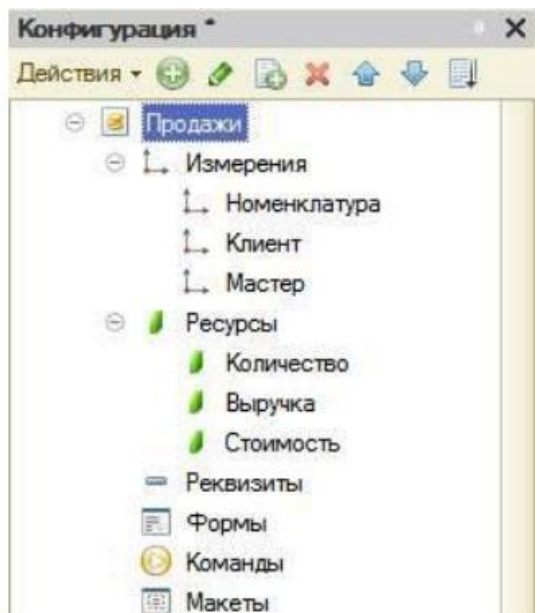 Конфигурация *
Действия
Продажи
Измерения
Номенклатура
Клиент
Мастер
Ресурсы
Количество
Выручка
Стоимость
Реквизиты
Формы
Команды
Макеты